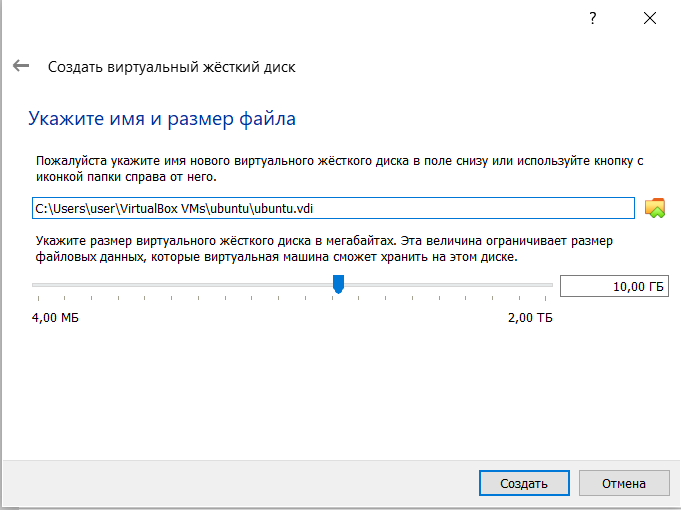 ?
Создать виртуальный жёсткий диск
Укажите имя и размер файла
Пожалуйста укажите имя нового виртуального жёсткого диска в поле снизу или используйте кнопку с
иконкой папки справа от него.
C:\Users\user\VirtualBox VMs\ubuntu\ubuntu.vdi
Укажите размер виртуального жёсткого диска в мегабайтах. Эта величина ограничивает размер
файловых данных, которые виртуальная машина сможет хранить на этом диске.
10,00 ГБ
4,00 МБ 2,00 ТБ
Создать Отмена